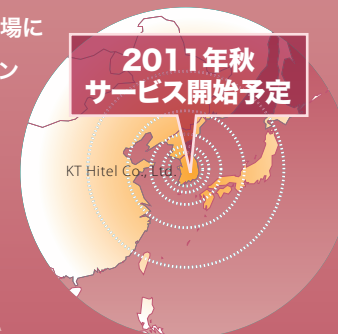 場に
ン
2011年秋
サービス開始予定
KT Hitel Co., Ltd.